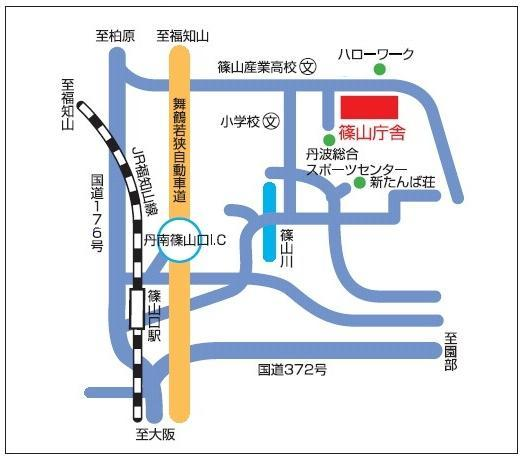 至柏原
至福知山
ハローワーク
篠山産業高校
文
至福知山
小学校
文
篠山庁舎
舞鶴若狭自動車道
丹波総合
スポーツセンター
新たんば荘
JR福知山線
国道176号
丹南篠山口I.C
篠山川
篠山口駅
至園部
国道372号
至大阪